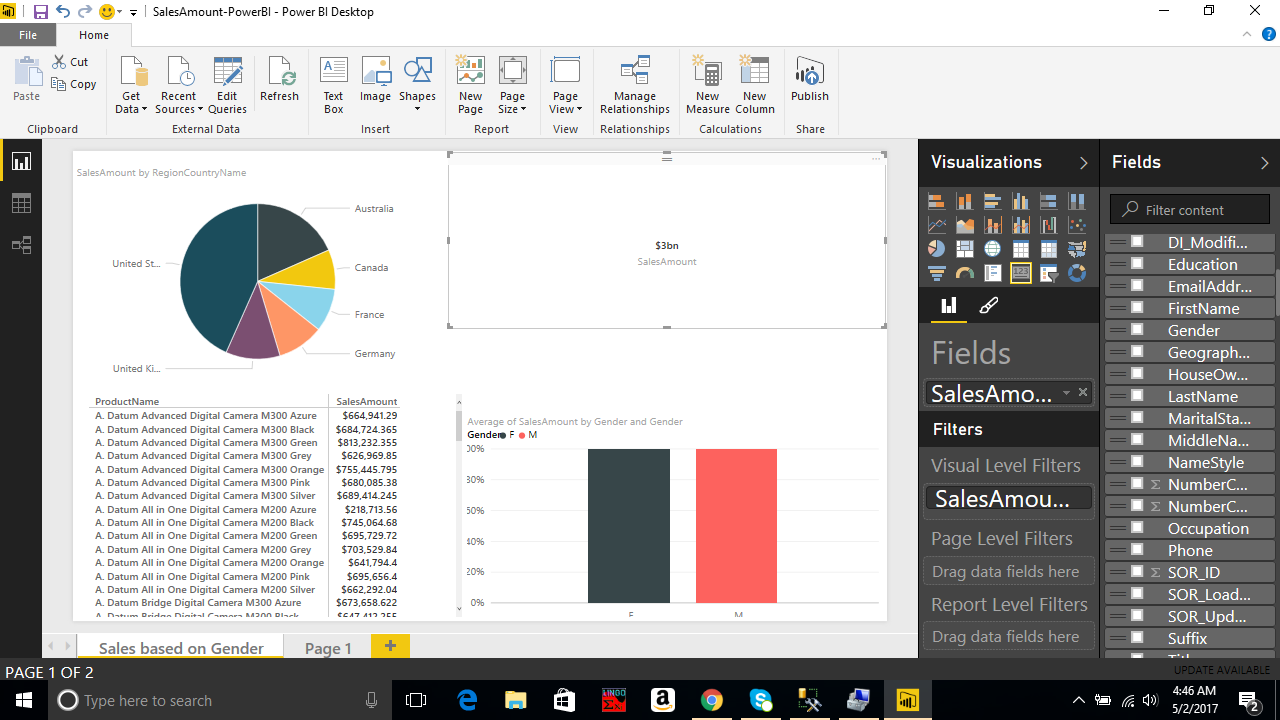 SalesAmount-PowerBI - Power BI Desktop
File Home
Paste Cut Copy
Get Data Recent Sources Edit Queries Refresh
Text Box Image Shapes
New Page Page Size Page View
Manage Relationships
New Measure New Column
Publish
Clipboard External Data Insert Report View Relationships Calculations Share
SalesAmount by RegionCountryName
Australia
United St...
Canada
France
Germany
United Ki...
$3bn
SalesAmount
ProductName SalesAmount
A. Datum Advanced Digital Camera M300 Azure $664,941.29
A. Datum Advanced Digital Camera M300 Black $684,724.365
A. Datum Advanced Digital Camera M300 Green $813,232.355
A. Datum Advanced Digital Camera M300 Grey $626,969.85
A. Datum Advanced Digital Camera M300 Orange $755,445.795
A. Datum Advanced Digital Camera M300 Pink $680,085.38
A. Datum Advanced Digital Camera M300 Silver $689,414.245
A. Datum All in One Digital Camera M200 Azure $218,713.56
A. Datum All in One Digital Camera M200 Black $745,064.68
A. Datum All in One Digital Camera M200 Green $695,729.72
A. Datum All in One Digital Camera M200 Grey $703,529.84
A. Datum All in One Digital Camera M200 Orange $641,794.4
A. Datum All in One Digital Camera M200 Pink $695,656.4
A. Datum All in One Digital Camera M200 Silver $662,292.04
A. Datum Bridge Digital Camera M300 Azure $673,658.622
A. Datum Bridge Digital Camera M300 Black $647,412.255
Average of SalesAmount by Gender and Gender
Gender F M
00%
80%
60%
40%
20%
0%
F M
Sales based on Gender Page 1
PAGE 1 OF 2
Visualizations
Fields
SalesAmo...
Filters
Visual Level Filters
SalesAmou...
Page Level Filters
Drag data fields here
Report Level Filters
Drag data fields here
Fields
Filter content
DI_Modifi...
Education
EmailAddr...
FirstName
Gender
Geograph...
HouseOw...
LastName
MaritalSta...
MiddleNa...
NameStyle
Σ NumberC...
Σ NumberC...
Occupation
Phone
Σ SOR_ID
SOR_Load...
SOR_Upd...
Suffix
UPDATE AVAILABLE
Type here to search
LINGO
4:46 AM
5/2/2017
2